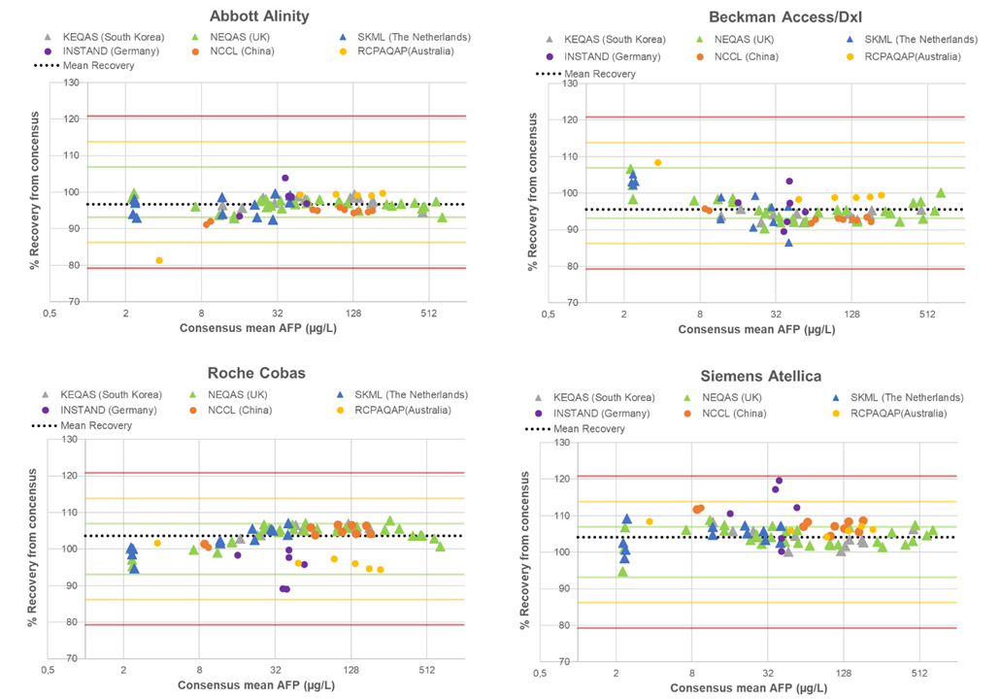 Abbott Alinity
KEQAS (South Korea) NEQAS (UK) SKML (The Netherlands)
INSTAND (Germany) NCCL (China) RCPAQAP(Australia)
Mean Recovery
% Recovery from concensus
130
120
110
100
90
80
70
0,5 2 8 32 128 512
Consensus mean AFP (µg/L)
Beckman Access/DxI
KEQAS (South Korea) NEQAS (UK) SKML (The Netherlands)
INSTAND (Germany) NCCL (China) RCPAQAP(Australia)
Mean Recovery
% Recovery from concensus
130
120
110
100
90
80
70
0,5 2 8 32 128 512
Consensus mean AFP (µg/L)
Roche Cobas
KEQAS (South Korea) NEQAS (UK) SKML (The Netherlands)
INSTAND (Germany) NCCL (China) RCPAQAP(Australia)
Mean Recovery
% Recovery from concensus
130
120
110
100
90
80
70
0,5 2 8 32 128 512
Consensus mean AFP (µg/L)
Siemens Atellica
KEQAS (South Korea) NEQAS (UK) SKML (The Netherlands)
INSTAND (Germany) NCCL (China) RCPAQAP(Australia)
Mean Recovery
% Recovery from concensus
130
120
110
100
90
80
70
0,5 2 8 32 128 512
Consensus mean AFP (µg/L)